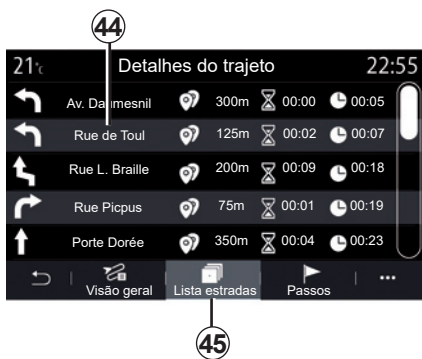 44
21°c Detalhes do trajeto 22:55
Av. Daumesnil 300m 00:00 00:05
Rue de Toul 125m 00:02 00:07
Rue L. Braille 200m 00:09 00:18
Rue Picpus 75m 00:01 00:19
Porte Dorée 350m 00:04 00:23
Visão geral Lista estradas Passos ...
45